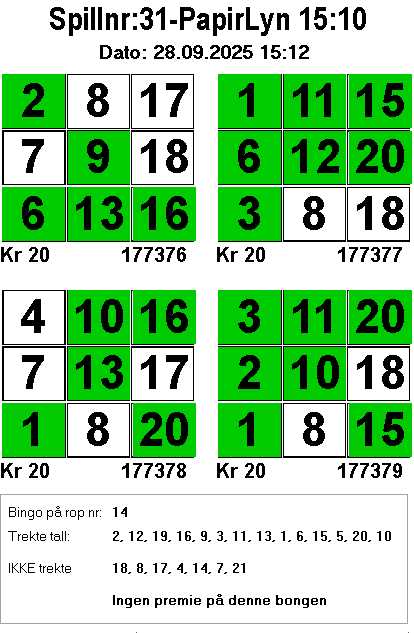 Spillnr:31-PapirLyn 15:10
Dato: 28.09.2025 15:12
2 8 17
7 9 18
6 13 16
Kr 20 177376
1 11 15
6 12 20
3 8 18
Kr 20 177377
4 10 16
7 13 17
1 8 20
Kr 20 177378
3 11 20
2 10 18
1 8 15
Kr 20 177379
Bingo på rop nr: 14
Trekte tall: 2, 12, 19, 16, 9, 3, 11, 13, 1, 6, 15, 5, 20, 10
IKKE trekte 18, 8, 17, 4, 14, 7, 21
Ingen premie på denne bongen